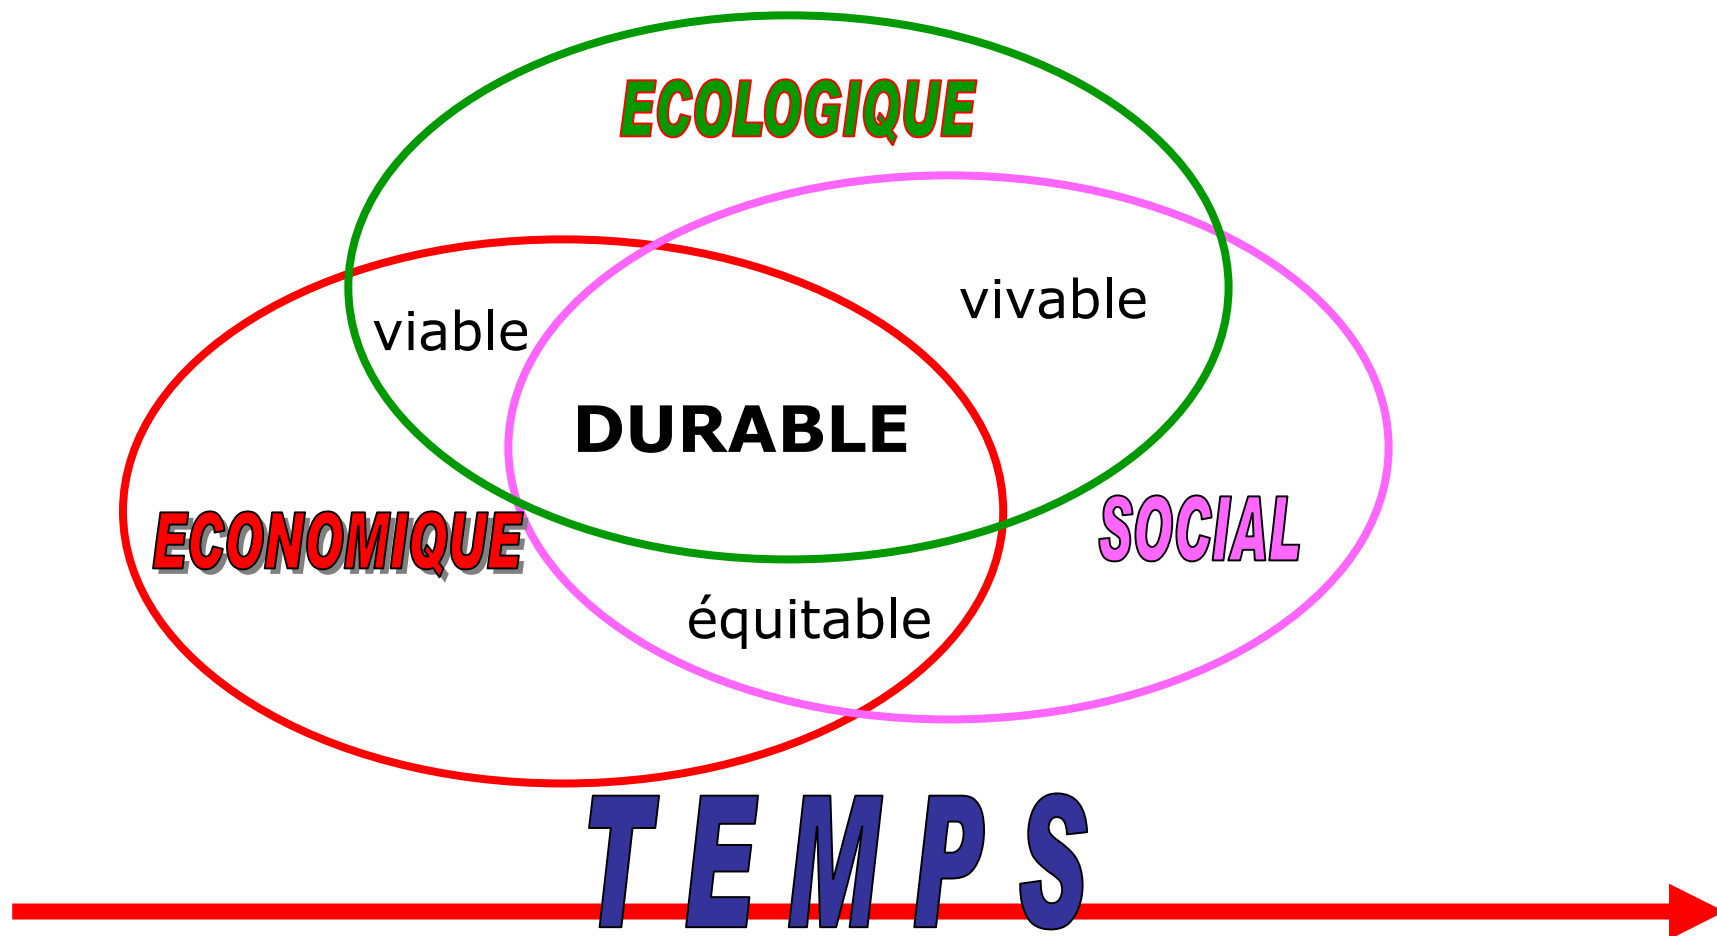 ECOLOGIQUE
vivable
viable
DURABLE
ECONOMIQUE
SOCIAL
équitable
TEMPS